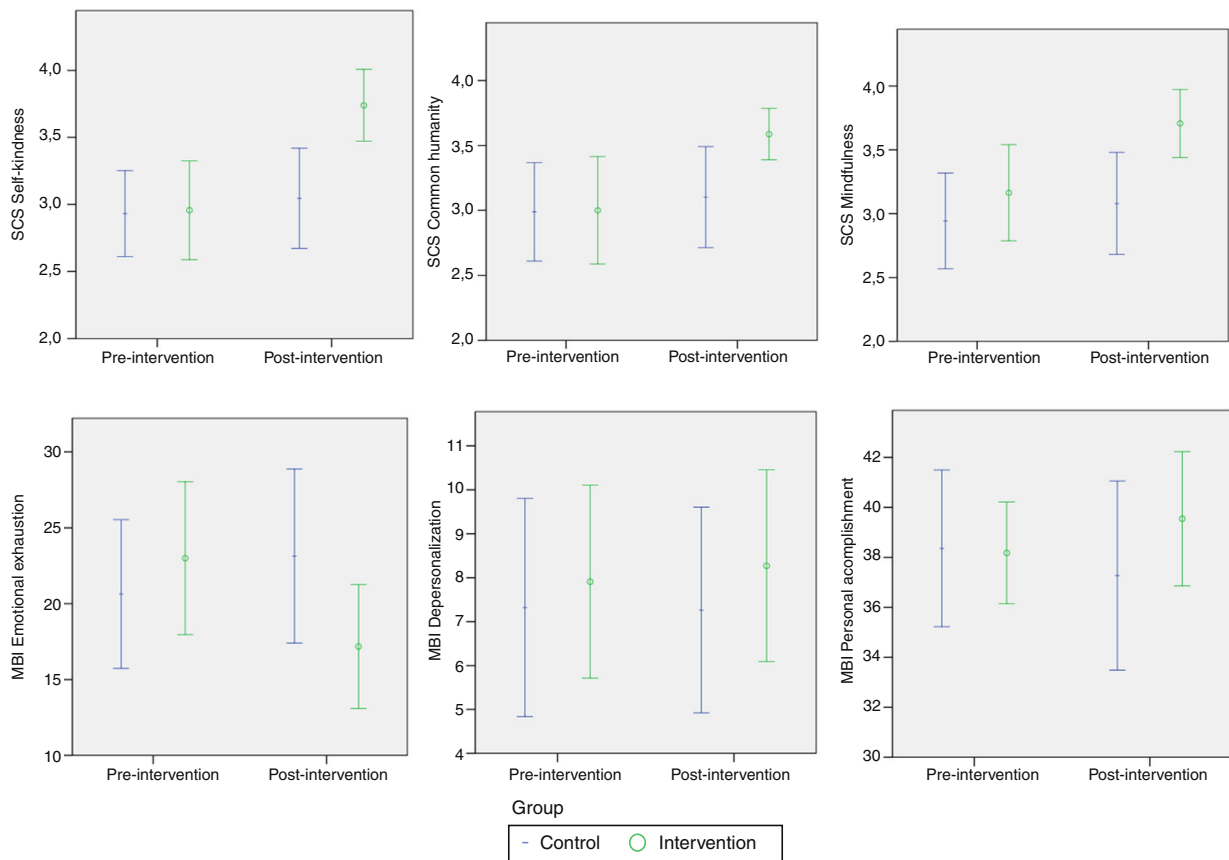 SCS Self-kindness
4,0
3,5
3,0
2,5
2,0
Pre-intervention Post-intervention
SCS Common humanity
4,0
3,5
3,0
2,5
2,0
Pre-intervention Post-intervention
SCS Mindfulness
4,0
3,5
3,0
2,5
2,0
Pre-intervention Post-intervention
MBI Emotional exhaustion
30
25
20
15
10
Pre-intervention Post-intervention
MBI Depersonalization
11
10
9
8
7
6
5
4
Pre-intervention Post-intervention
MBI Personal acomplishment
42
40
38
36
34
32
30
Pre-intervention Post-intervention
Group
Control Intervention